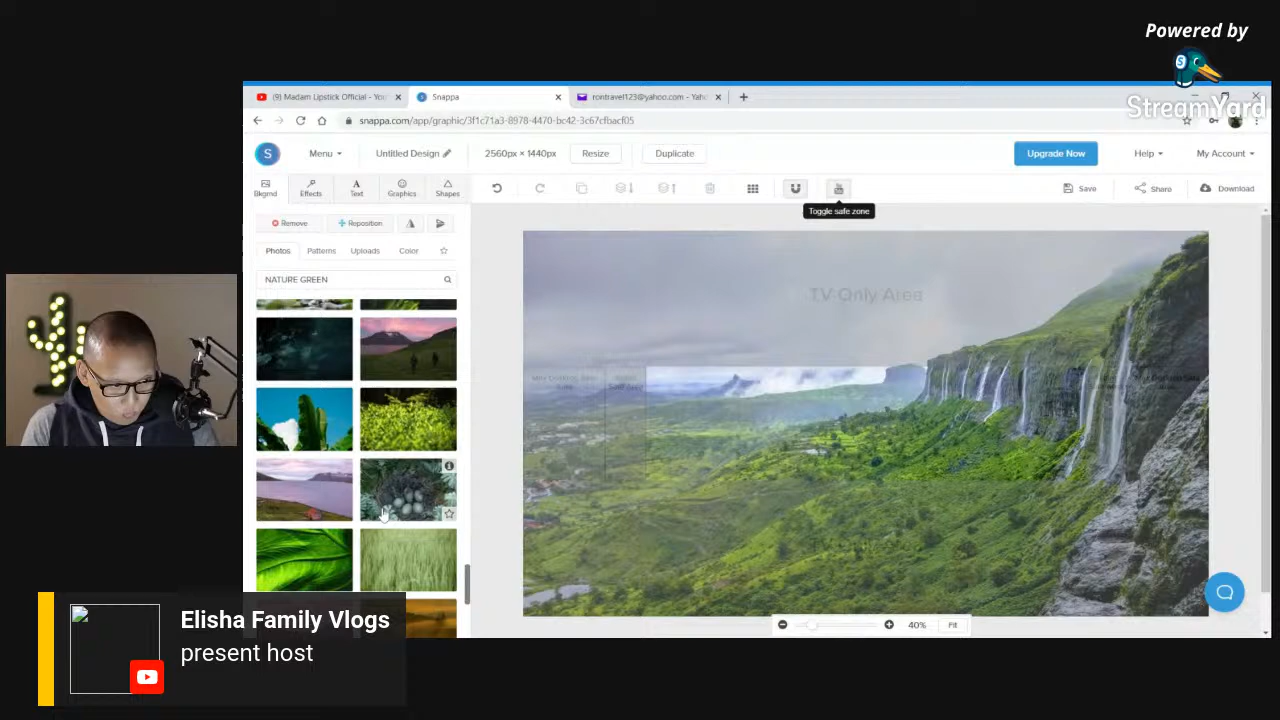 Powered by
StreamYard
(9) Madam Lipstick Official - You
Snappa
rontravel123@yahoo.com - Yaho
snappa.com/app/graphic/3f1c71a3-8978-4470-bc42-3c67cfbacf05
S
Menu
Untitled Design
2560px × 1440px
Resize
Duplicate
Upgrade Now
Help
My Account
Bkgrnd
Effects
Text
Graphics
Shapes
Save
Share
Download
Toggle safe zone
Remove
Reposition
Photos
Patterns
Uploads
Color
NATURE GREEN
TV Only Area
Safe Area
40%
Fit
Elisha Family Vlogs
present host